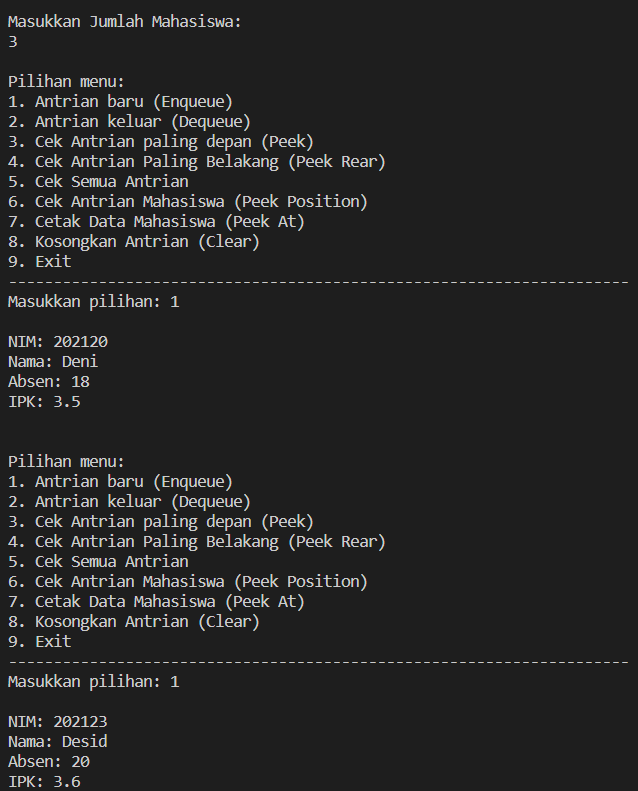 Masukkan Jumlah Mahasiswa:
3
Pilihan menu:
1. Antrian baru (Enqueue)
2. Antrian keluar (Dequeue)
3. Cek Antrian paling depan (Peek)
4. Cek Antrian Paling Belakang (Peek Rear)
5. Cek Semua Antrian
6. Cek Antrian Mahasiswa (Peek Position)
7. Cetak Data Mahasiswa (Peek At)
8. Kosongkan Antrian (Clear)
9. Exit
---------------------------------------------------------------------
Masukkan pilihan: 1
NIM: 202120
Nama: Deni
Absen: 18
IPK: 3.5
Pilihan menu:
1. Antrian baru (Enqueue)
2. Antrian keluar (Dequeue)
3. Cek Antrian paling depan (Peek)
4. Cek Antrian Paling Belakang (Peek Rear)
5. Cek Semua Antrian
6. Cek Antrian Mahasiswa (Peek Position)
7. Cetak Data Mahasiswa (Peek At)
8. Kosongkan Antrian (Clear)
9. Exit
---------------------------------------------------------------------
Masukkan pilihan: 1
NIM: 202123
Nama: Desid
Absen: 20
IPK: 3.6